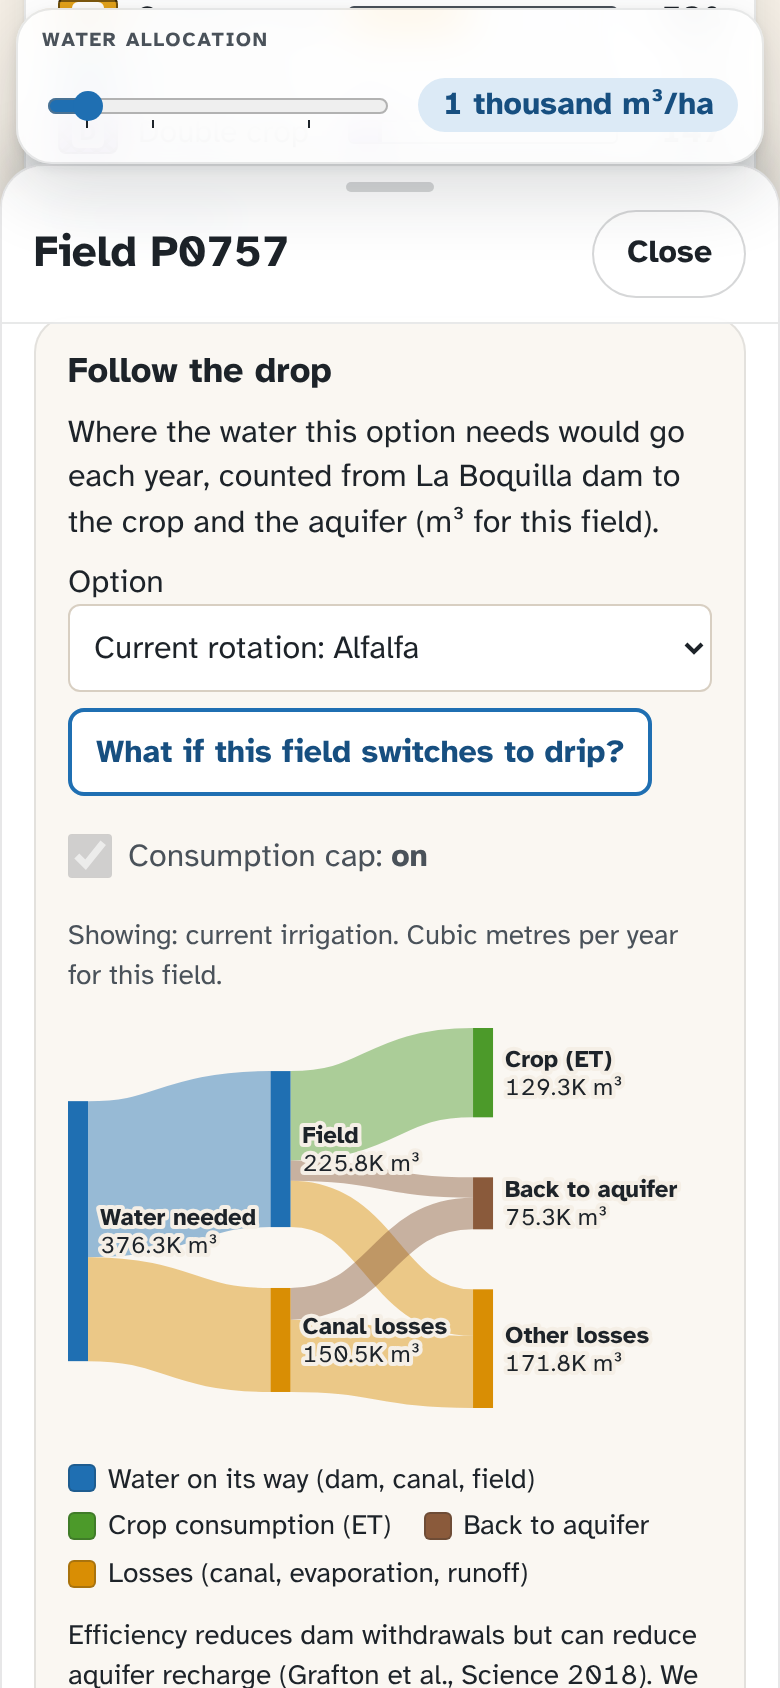 WATER ALLOCATION
1 thousand m³/ha
Double crop
Field P0757
Close
Follow the drop
Where the water this option needs would go
each year, counted from La Boquilla dam to
the crop and the aquifer (m³ for this field).
Option
Current rotation: Alfalfa
What if this field switches to drip?
Consumption cap: on
Showing: current irrigation. Cubic metres per year
for this field.
Crop (ET)
129.3K m³
Field
225.8K m³
Back to aquifer
75.3K m³
Water needed
376.3K m³
Canal losses
150.5K m³
Other losses
171.8K m³
Water on its way (dam, canal, field)
Crop consumption (ET)
Back to aquifer
Losses (canal, evaporation, runoff)
Efficiency reduces dam withdrawals but can reduce
aquifer recharge (Grafton et al., Science 2018). We